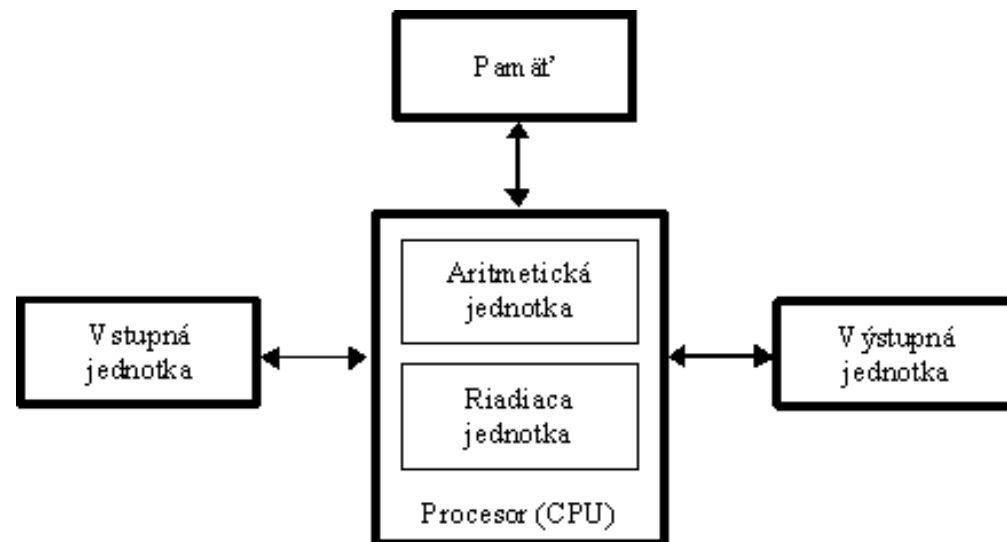 Pamäť
Aritmetická
jednotka
Vstupná
jednotka
Výstupná
jednotka
Riadiaca
jednotka
Procesor (CPU)